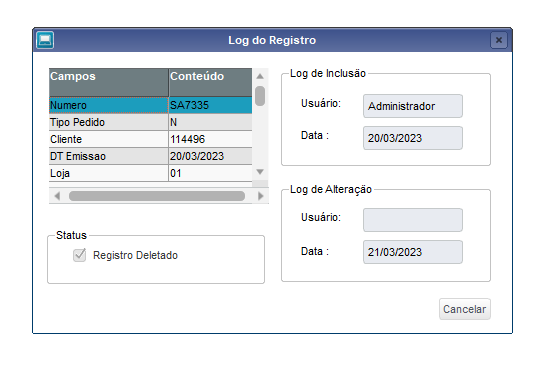 Log do Registro
Campos Conteúdo
Numero SA7335
Tipo Pedido N
Cliente 114496
DT Emissao 20/03/2023
Loja 01
Status
Registro Deletado
Log de Inclusão
Usuário: Administrador
Data : 20/03/2023
Log de Alteração
Usuário:
Data : 21/03/2023
Cancelar